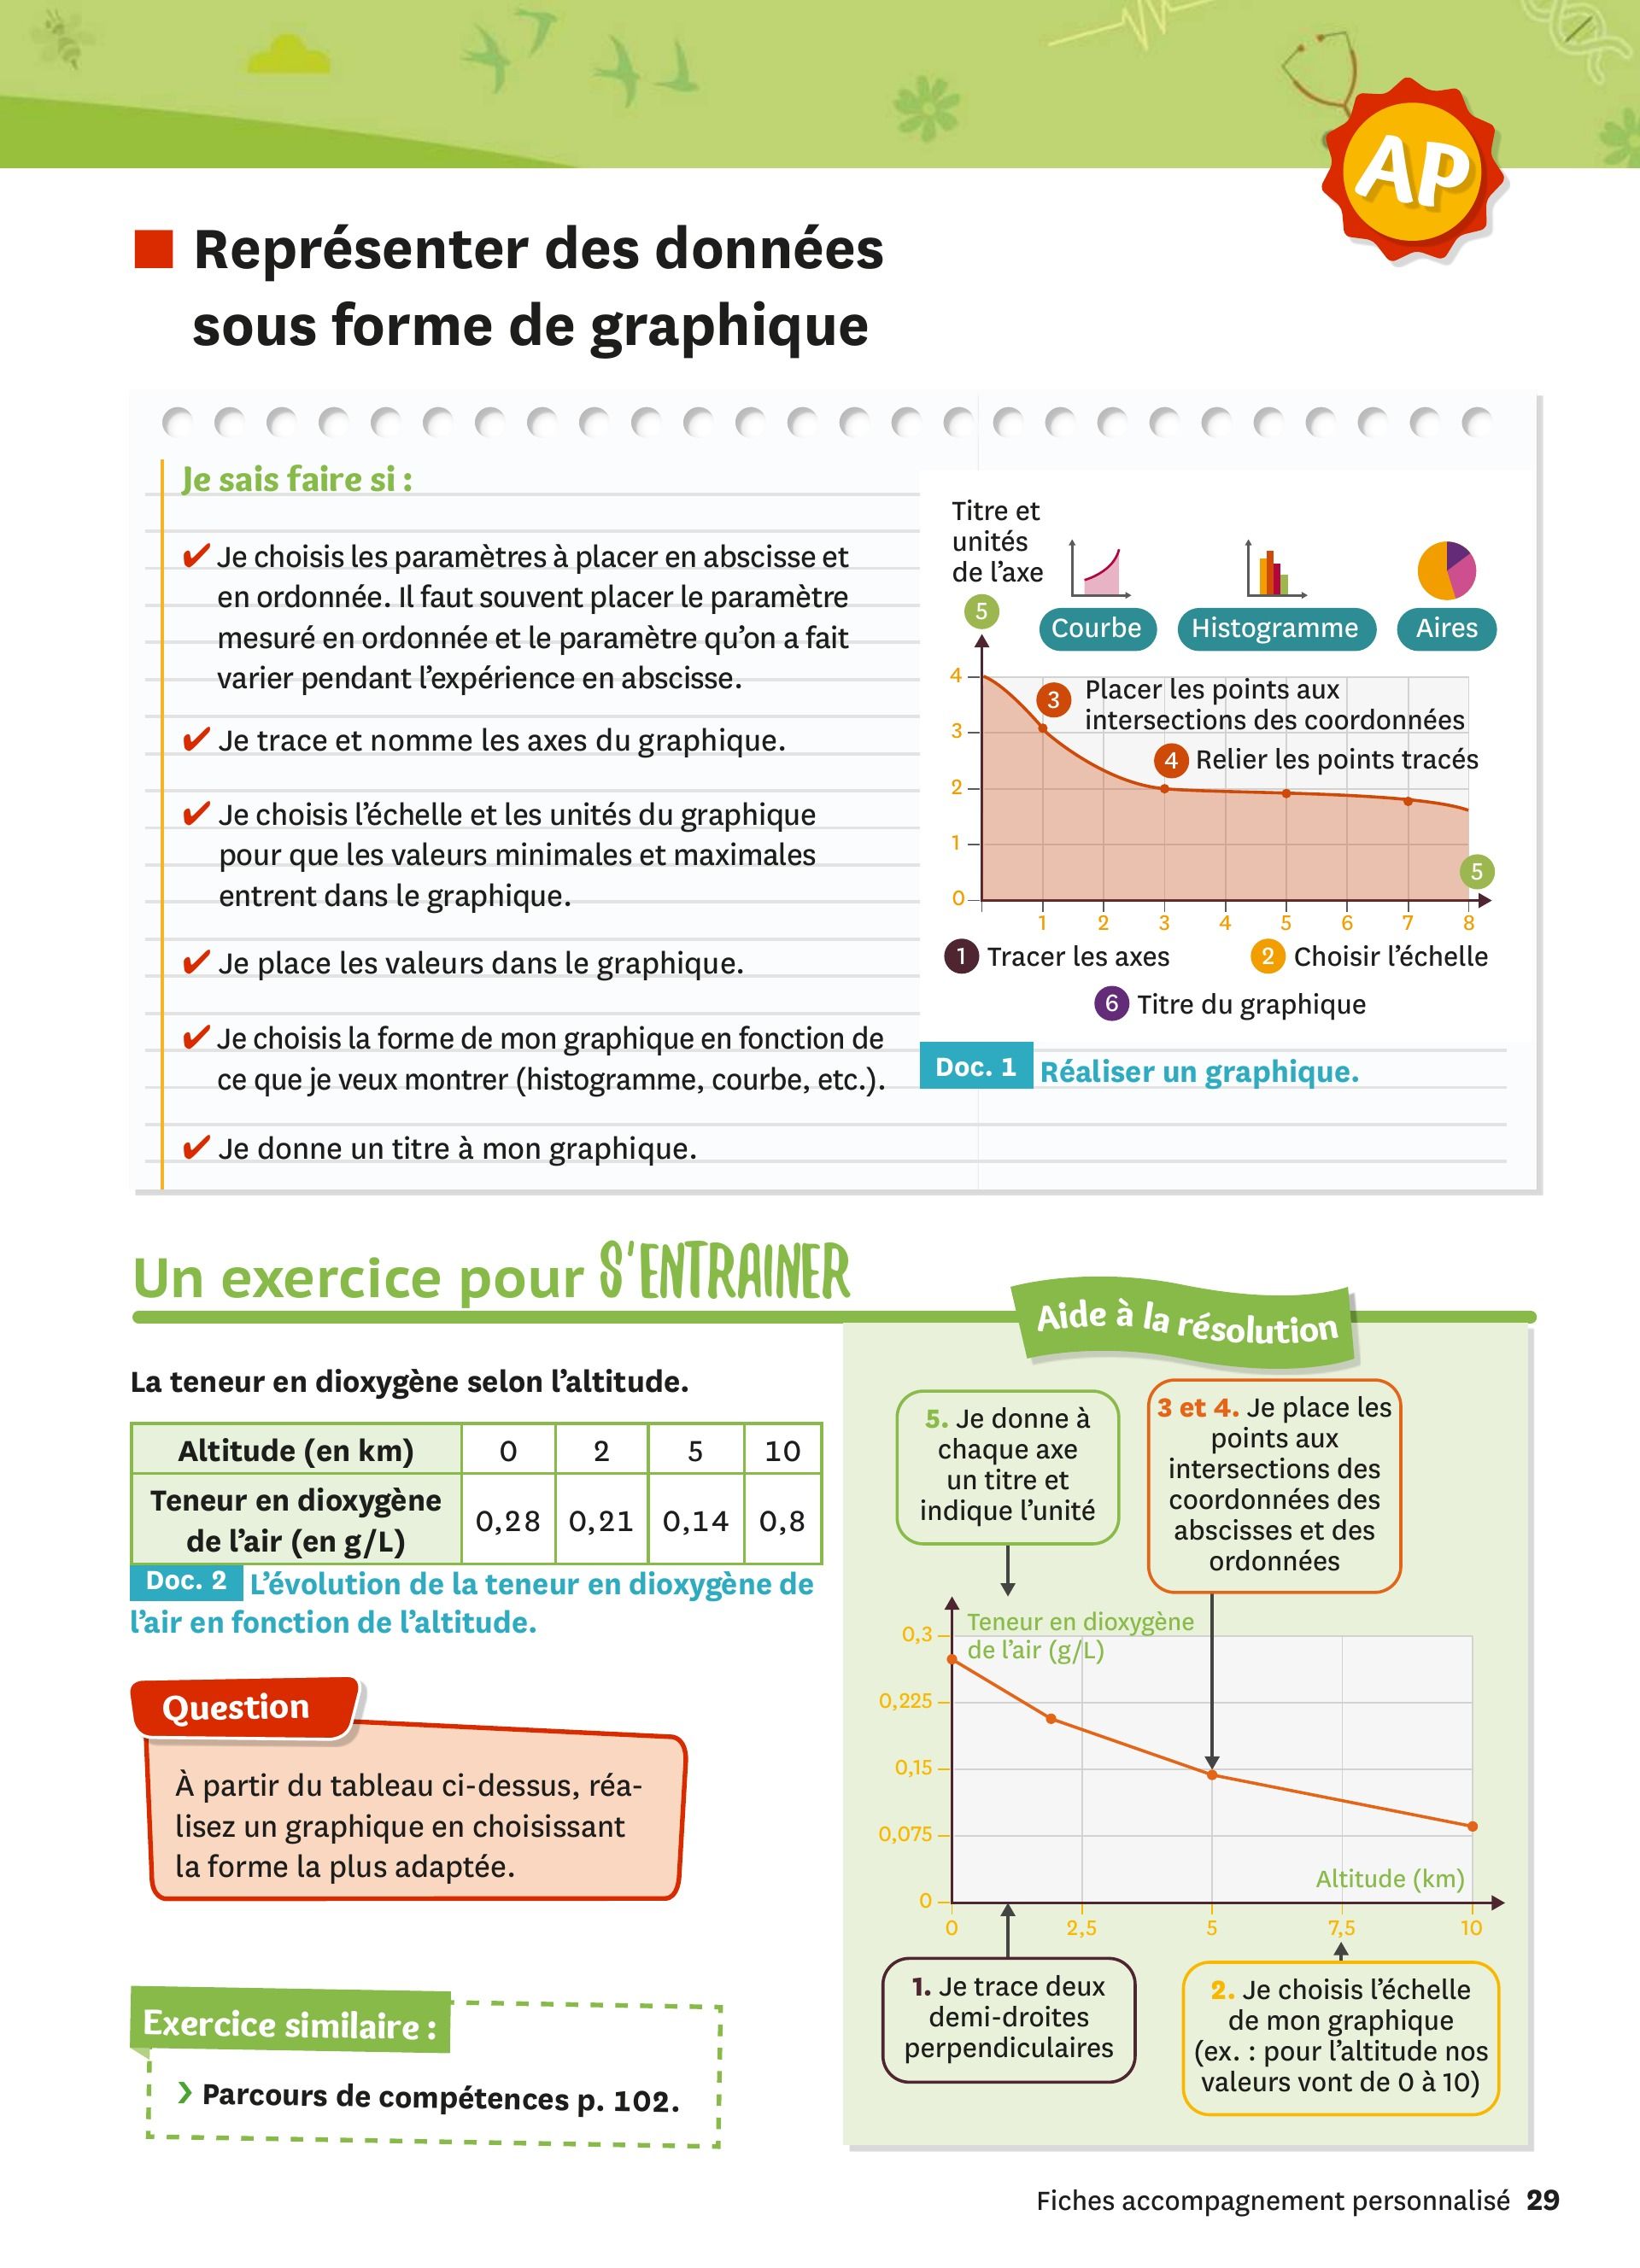 AP
Représenter des données
sous forme de graphique
Je sais faire si :
✔ Je choisis les paramètres à placer en abscisse et
en ordonnée. Il faut souvent placer le paramètre
mesuré en ordonnée et le paramètre qu’on a fait
varier pendant l’expérience en abscisse.
✔ Je trace et nomme les axes du graphique.
✔ Je choisis l’échelle et les unités du graphique
pour que les valeurs minimales et maximales
entrent dans le graphique.
✔ Je place les valeurs dans le graphique.
✔ Je choisis la forme de mon graphique en fonction de
ce que je veux montrer (histogramme, courbe, etc.).
✔ Je donne un titre à mon graphique.
Titre et
unités
de l’axe
5
Courbe Histogramme Aires
4
3
2
1
0
3 Placer les points aux
intersections des coordonnées
4 Relier les points tracés
5
1 2 3 4 5 6 7 8
1 Tracer les axes 2 Choisir l’échelle
6 Titre du graphique
Doc. 1 Réaliser un graphique.
Un exercice pour S’ENTRAINER
La teneur en dioxygène selon l’altitude.
Altitude (en km) 0 2 5 10
Teneur en dioxygène
de l’air (en g/L) 0,28 0,21 0,14 0,8
Doc. 2 L’évolution de la teneur en dioxygène de
l’air en fonction de l’altitude.
Question
À partir du tableau ci-dessus, réa-
lisez un graphique en choisissant
la forme la plus adaptée.
Exercice similaire :
› Parcours de compétences p. 102.
Aide à la résolution
5. Je donne à
chaque axe
un titre et
indique l’unité
3 et 4. Je place les
points aux
intersections des
coordonnées des
abscisses et des
ordonnées
Teneur en dioxygène
de l’air (g/L)
0,3
0,225
0,15
0,075
0
Altitude (km)
0 2,5 5 7,5 10
1. Je trace deux
demi-droites
perpendiculaires
2. Je choisis l’échelle
de mon graphique
(ex. : pour l’altitude nos
valeurs vont de 0 à 10)
Fiches accompagnement personnalisé 29